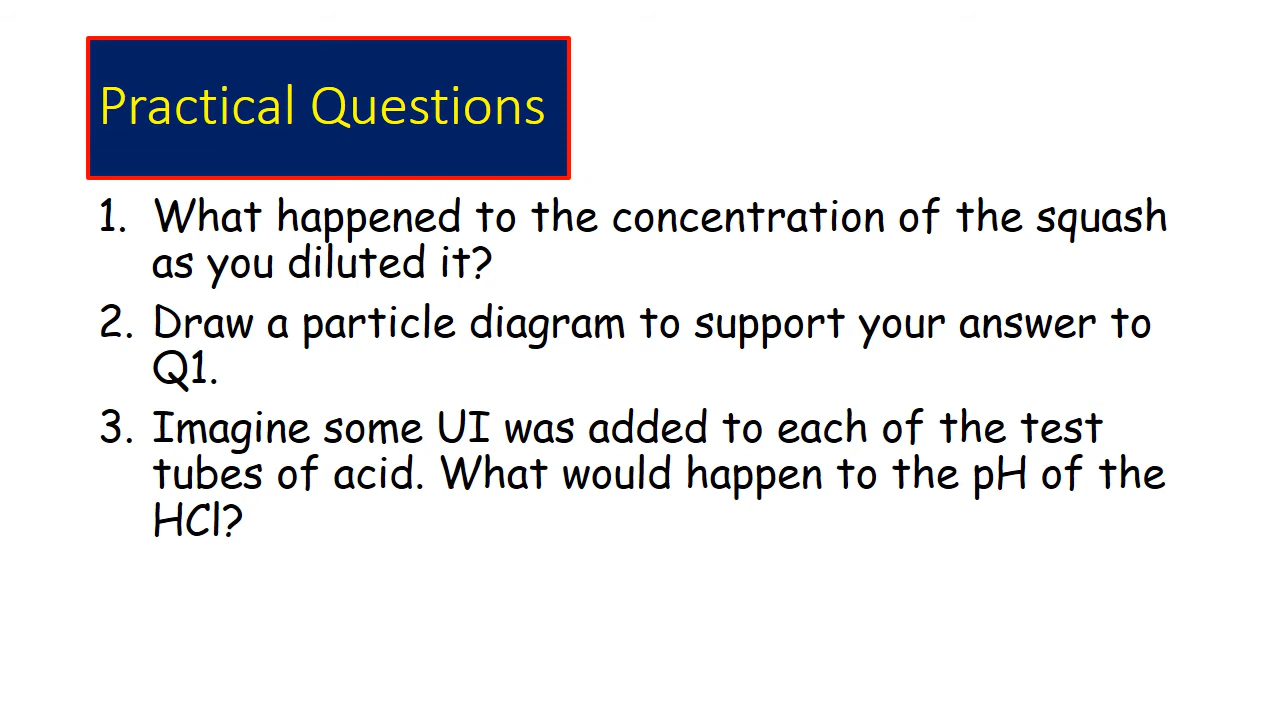 Practical Questions
1. What happened to the concentration of the squash
as you diluted it?
2. Draw a particle diagram to support your answer to
Q1.
3. Imagine some UI was added to each of the test
tubes of acid. What would happen to the pH of the
HCl?